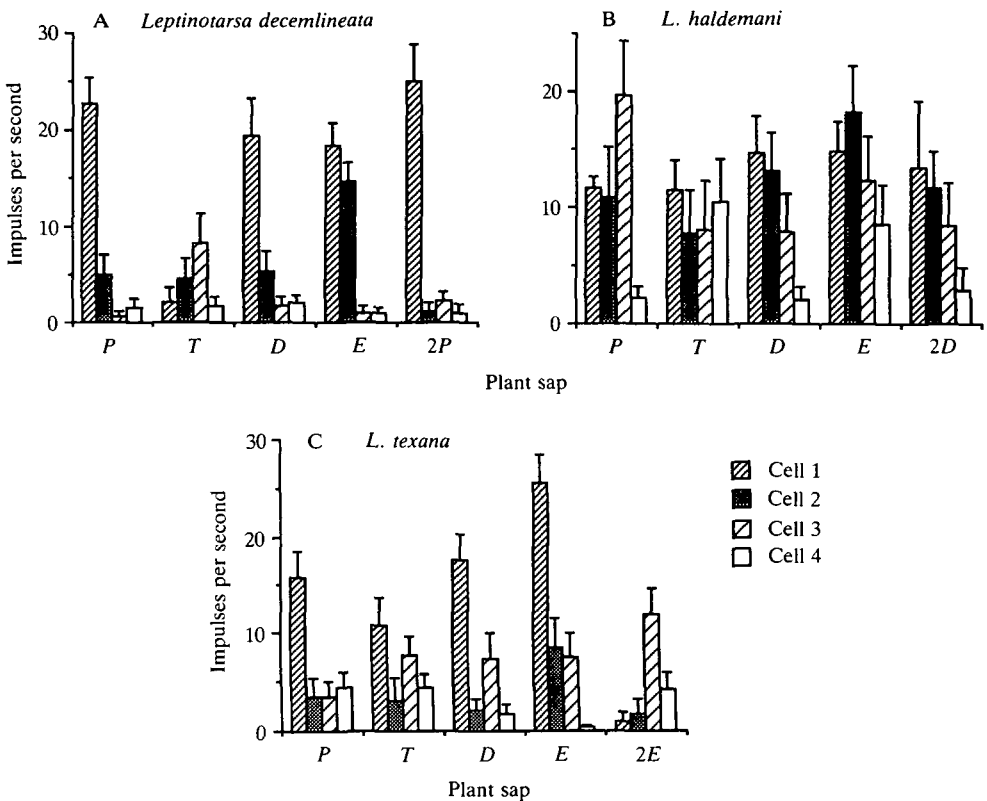 A Leptinotarsa decemlineata
30
20
10
0
Impulses per second
P T D E 2P
Plant sap
B L. haldemani
20
10
0
P T D E 2D
C L. texana
30
20
10
0
Impulses per second
P T D E 2E
Plant sap
Cell 1
Cell 2
Cell 3
Cell 4